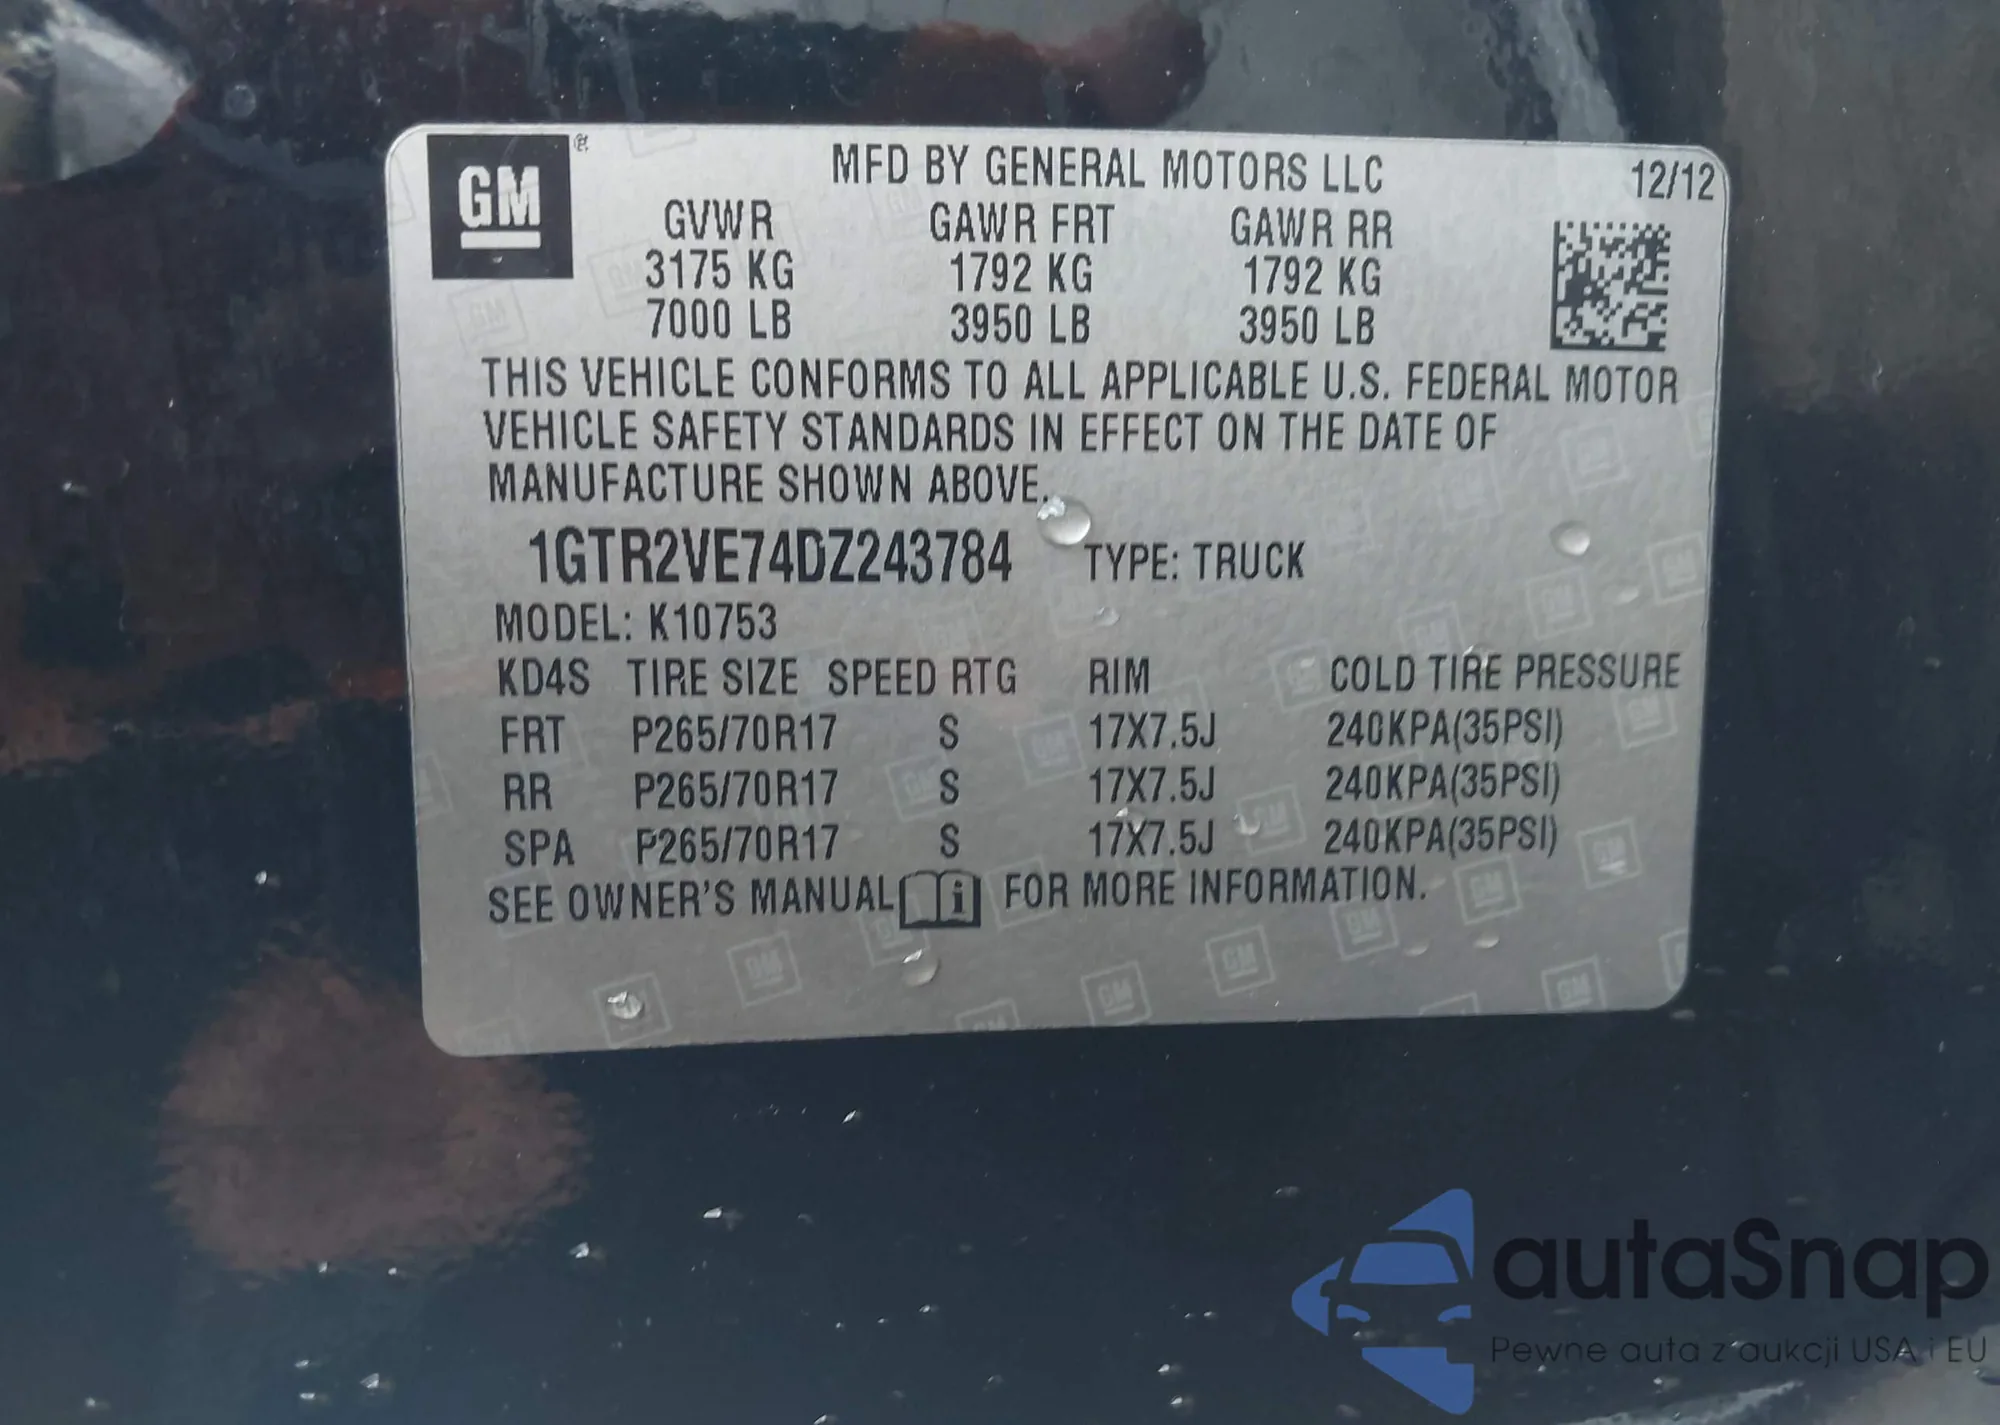 GM ®
MFD BY GENERAL MOTORS LLC 12/12
GVWR GAWR FRT GAWR RR
3175 KG 1792 KG 1792 KG
7000 LB 3950 LB 3950 LB
THIS VEHICLE CONFORMS TO ALL APPLICABLE U.S. FEDERAL MOTOR
VEHICLE SAFETY STANDARDS IN EFFECT ON THE DATE OF
MANUFACTURE SHOWN ABOVE.
1GTR2VE74DZ243784 TYPE: TRUCK
MODEL: K10753
KD4S TIRE SIZE SPEED RTG RIM COLD TIRE PRESSURE
FRT P265/70R17 S 17X7.5J 240KPA(35PSI)
RR P265/70R17 S 17X7.5J 240KPA(35PSI)
SPA P265/70R17 S 17X7.5J 240KPA(35PSI)
SEE OWNER'S MANUAL i FOR MORE INFORMATION.
autaSnap
Pewne auta z aukcji USA i EU